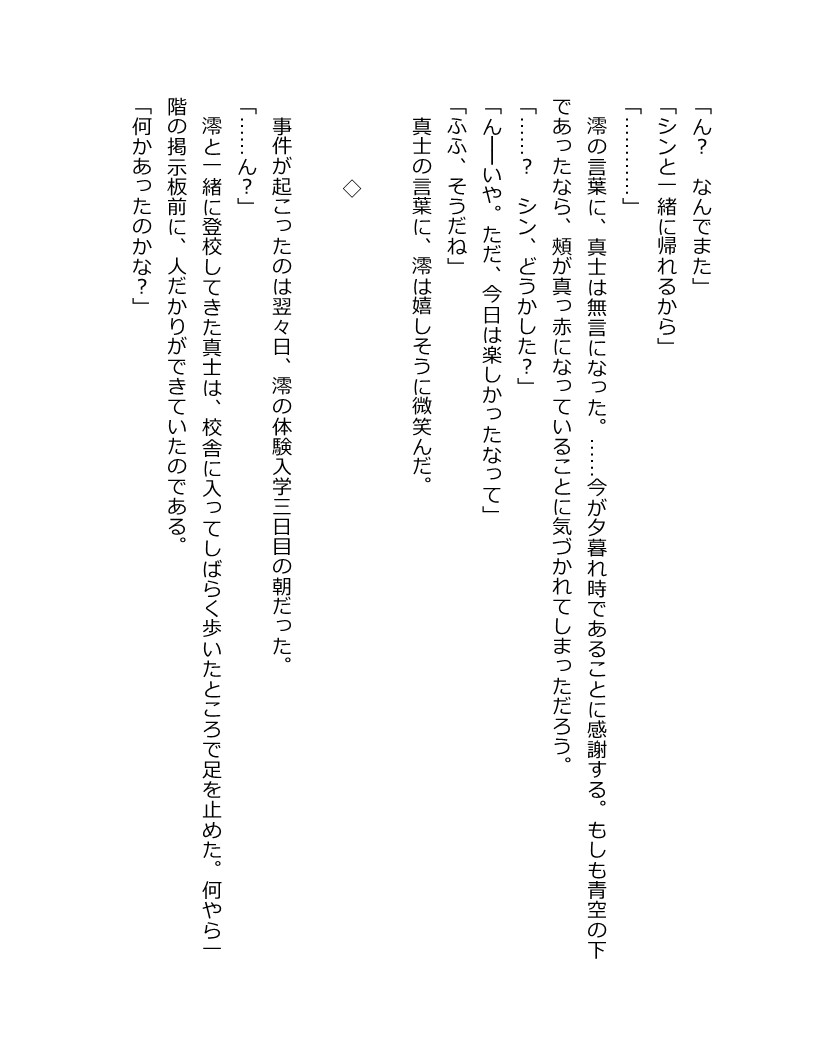 「ん？　なんでまた」
「シンと一緒に帰れるから」
「…………」
　澪の言葉に、真士は無言になった。……今が夕暮れ時であることに感謝する。もしも青空の下
であったなら、頰が真っ赤になっていることに気づかれてしまっただろう。
「……？　シン、どうかした？」
「ん──いや。ただ、今日は楽しかったなって」
「ふふ、そうだね」
　真士の言葉に、澪は嬉しそうに微笑んだ。
◇
　事件が起こったのは翌々日、澪の体験入学三日目の朝だった。
「……ん？」
　澪と一緒に登校してきた真士は、校舎に入ってしばらく歩いたところで足を止めた。何やら一
階の掲示板前に、人だかりができていたのである。
「何かあったのかな？」